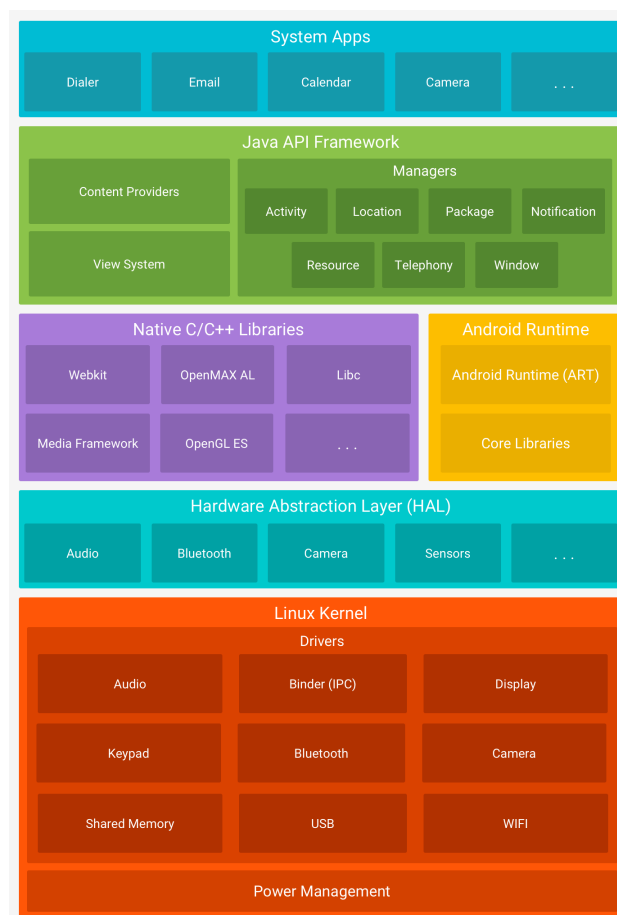 System Apps
Dialer
Email
Calendar
Camera
. . .
Java API Framework
Content Providers
View System
Managers
Activity
Location
Package
Notification
Resource
Telephony
Window
Native C/C++ Libraries
Webkit
OpenMAX AL
Libc
Media Framework
OpenGL ES
. . .
Android Runtime
Android Runtime (ART)
Core Libraries
Hardware Abstraction Layer (HAL)
Audio
Bluetooth
Camera
Sensors
. . .
Linux Kernel
Drivers
Audio
Binder (IPC)
Display
Keypad
Bluetooth
Camera
Shared Memory
USB
WIFI
Power Management